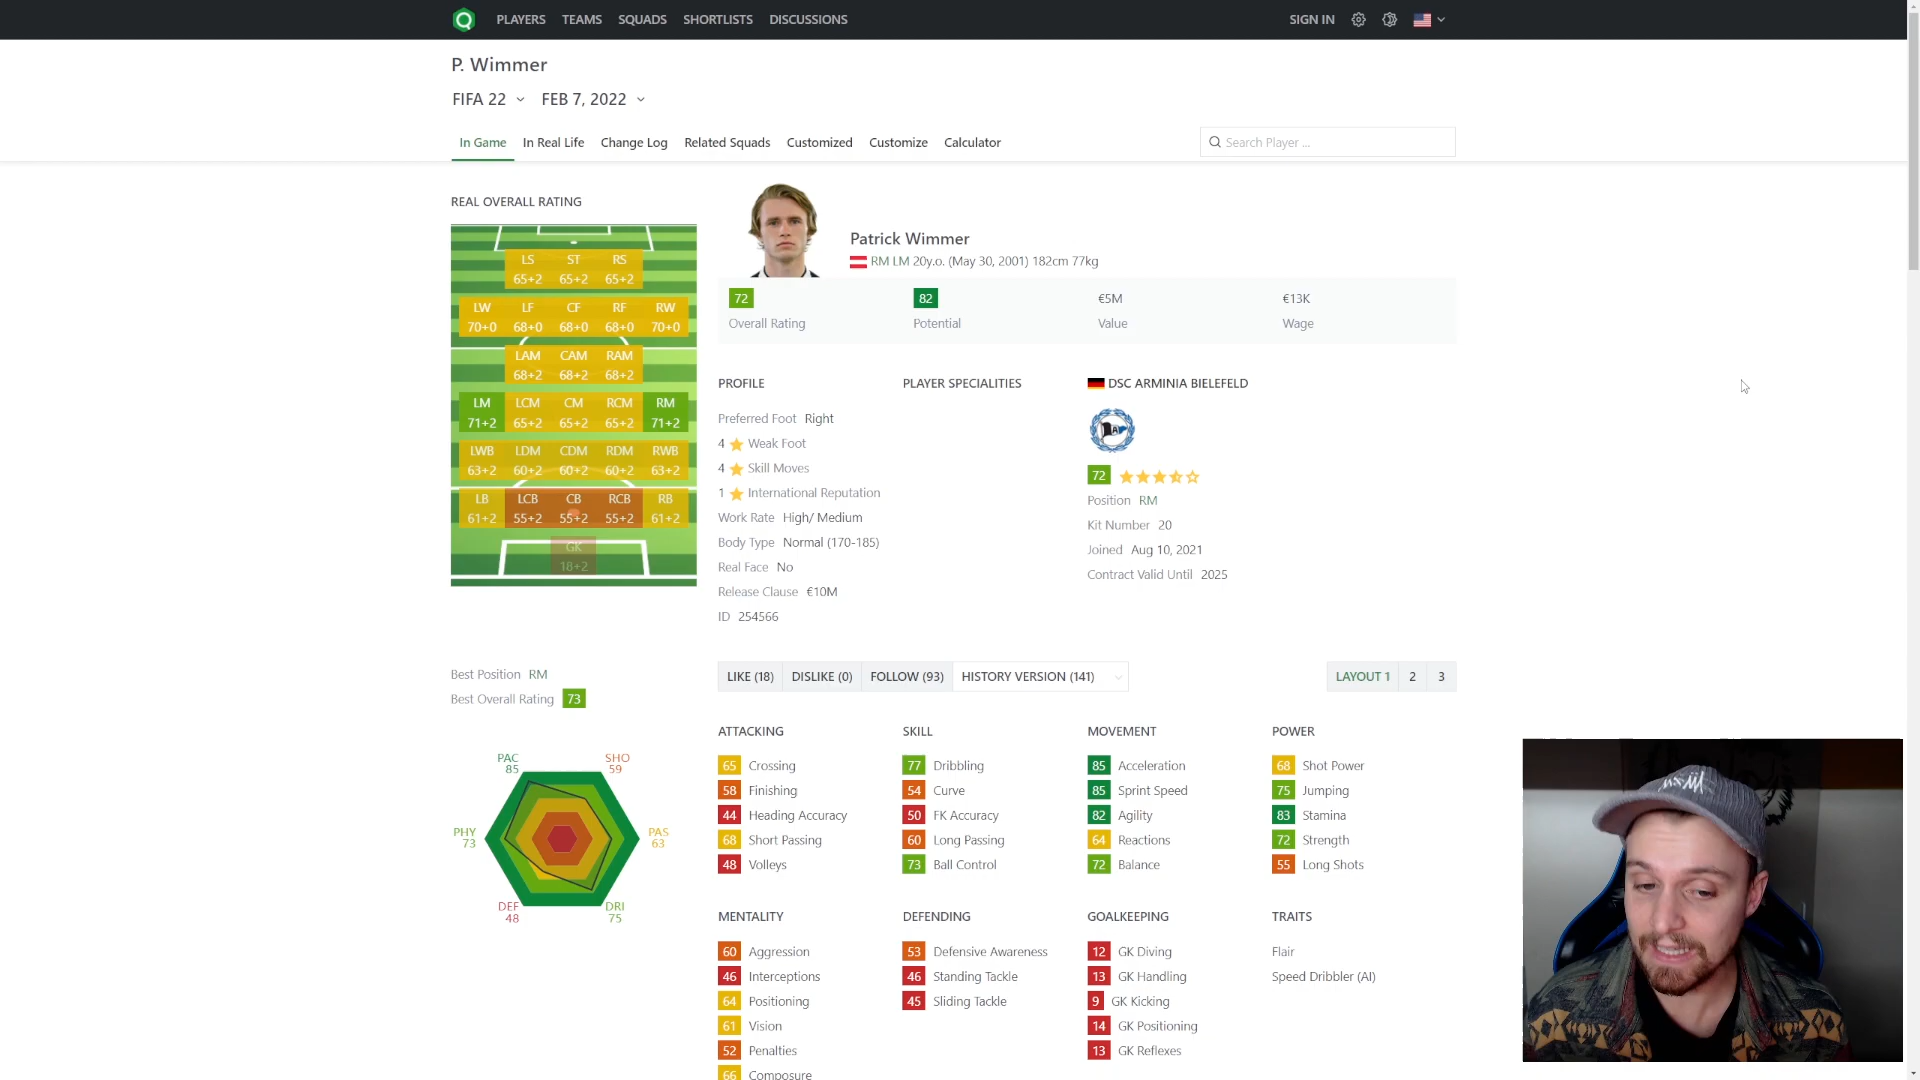 PLAYERS TEAMS SQUADS SHORTLISTS DISCUSSIONS SIGN IN
P. Wimmer
FIFA 22 FEB 7, 2022
In Game In Real Life Change Log Related Squads Customized Customize Calculator Search Player ...
REAL OVERALL RATING
LS ST RS
65+2 65+2 65+2
LW LF CF RF RW
70+0 68+0 68+0 68+0 70+0
LAM CAM RAM
68+2 68+2 68+2
LM LCM CM RCM RM
71+2 65+2 65+2 65+2 71+2
LWB LDM CDM RDM RWB
63+2 60+2 60+2 60+2 63+2
LB LCB CB RCB RB
61+2 55+2 55+2 55+2 61+2
GK
18+2
Best Position RM
Best Overall Rating 73
PAC 85
SHO 59
PHY 73
PAS 63
DEF 48
DRI 75
Patrick Wimmer
RM LM 20y.o. (May 30, 2001) 182cm 77kg
72 82 €5M €13K
Overall Rating Potential Value Wage
PROFILE
Preferred Foot Right
4 Weak Foot
4 Skill Moves
1 International Reputation
Work Rate High/ Medium
Body Type Normal (170-185)
Real Face No
Release Clause €10M
ID 254566
PLAYER SPECIALITIES
DSC ARMINIA BIELEFELD
72
Position RM
Kit Number 20
Joined Aug 10, 2021
Contract Valid Until 2025
LIKE (18) DISLIKE (0) FOLLOW (93) HISTORY VERSION (141) LAYOUT 1 2 3
ATTACKING
65 Crossing
58 Finishing
44 Heading Accuracy
68 Short Passing
48 Volleys
SKILL
77 Dribbling
54 Curve
50 FK Accuracy
60 Long Passing
73 Ball Control
MOVEMENT
85 Acceleration
85 Sprint Speed
82 Agility
64 Reactions
72 Balance
POWER
68 Shot Power
75 Jumping
83 Stamina
72 Strength
55 Long Shots
MENTALITY
60 Aggression
46 Interceptions
64 Positioning
61 Vision
52 Penalties
66 Composure
DEFENDING
53 Defensive Awareness
46 Standing Tackle
45 Sliding Tackle
GOALKEEPING
12 GK Diving
13 GK Handling
9 GK Kicking
14 GK Positioning
13 GK Reflexes
TRAITS
Flair
Speed Dribbler (AI)